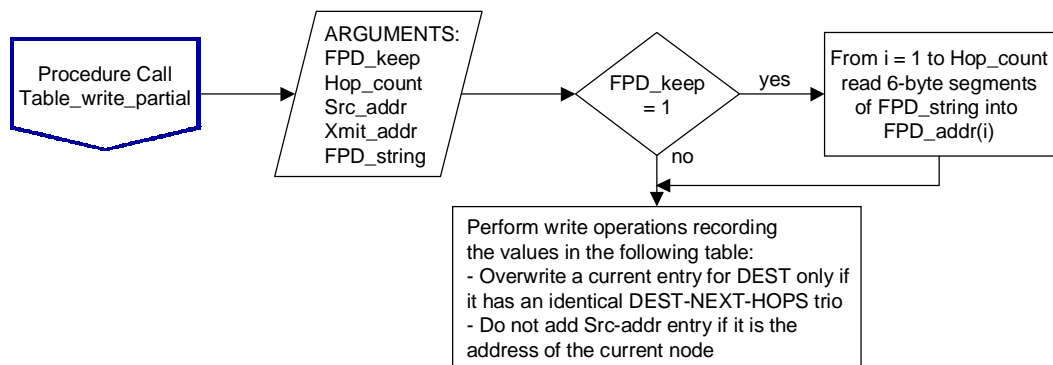 Procedure Call
Table_write_partial
ARGUMENTS:
FPD_keep
Hop_count
Src_addr
Xmit_addr
FPD_string
FPD_keep
= 1
yes
no
From i = 1 to Hop_count
read 6-byte segments
of FPD_string into
FPD_addr(i)
Perform write operations recording
the values in the following table:
- Overwrite a current entry for DEST only if
it has an identical DEST-NEXT-HOPS trio
- Do not add Src-addr entry if it is the
address of the current node